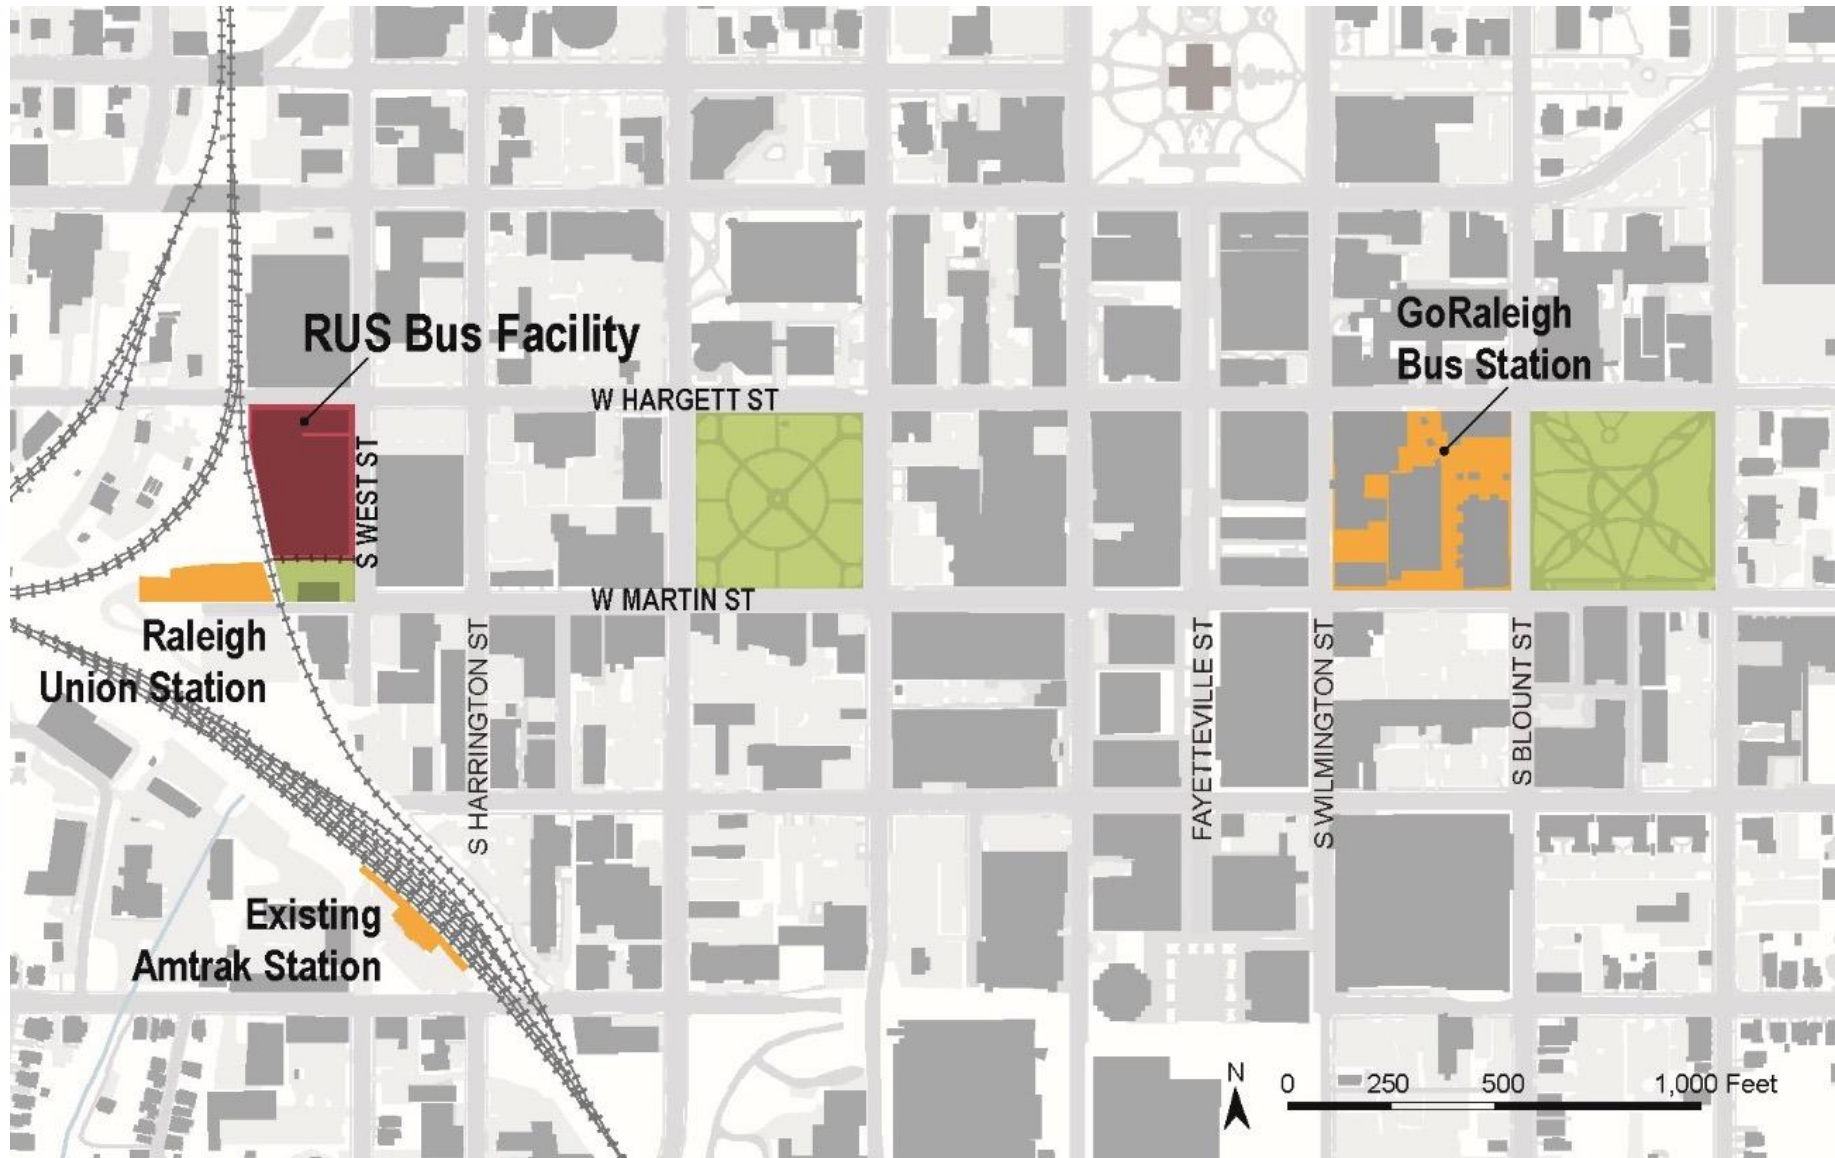 GoRaleigh
Bus Station
RUS Bus Facility
W HARGETT ST
S WEST ST
W MARTIN ST
Raleigh
Union Station
S HARRINGTON ST
FAYETTEVILLE ST
S WILMINGTON ST
S BLOUNT ST
Existing
Amtrak Station
N
0 250 500 1,000 Feet